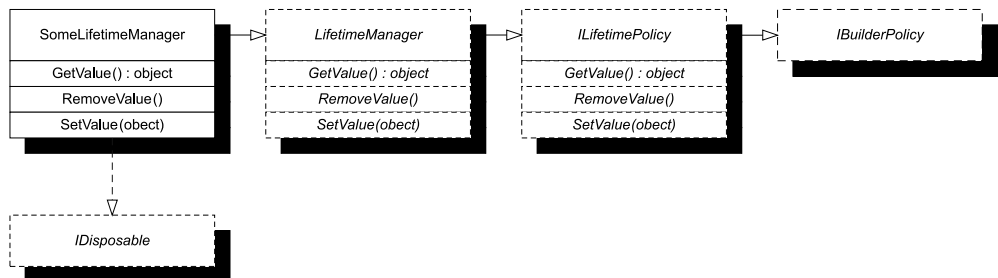 SomeLifetimeManager
GetValue() : object
RemoveValue()
SetValue(obect)
LifetimeManager
GetValue() : object
RemoveValue()
SetValue(obect)
ILifetimePolicy
GetValue() : object
RemoveValue()
SetValue(obect)
IBuilderPolicy
IDisposable